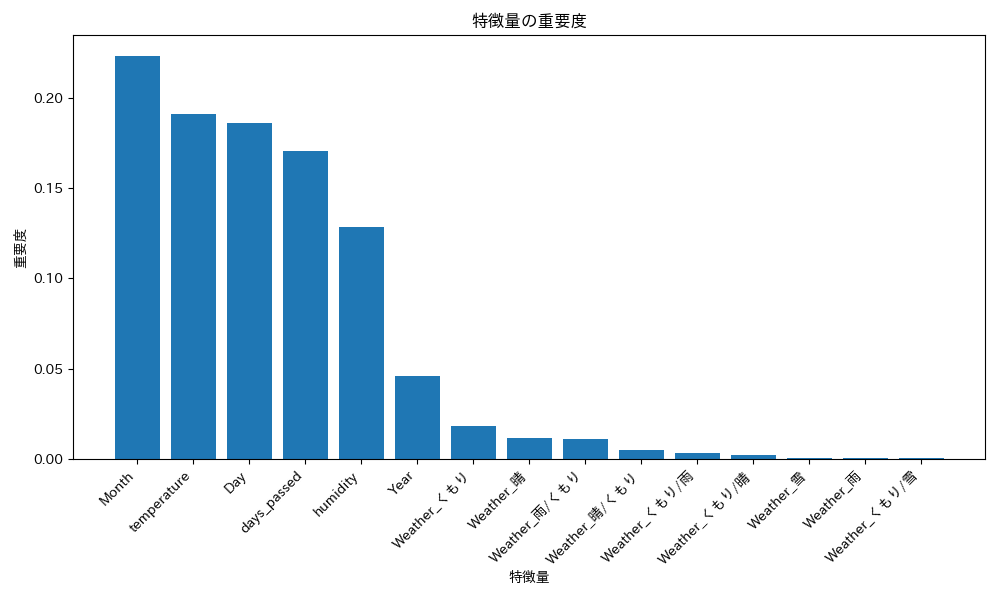 特徴量の重要度
重要度
0.20
0.15
0.10
0.05
0.00
Month
temperature
Day
days_passed
humidity
Year
Weather_くもり
Weather_晴
Weather_雨/くもり
Weather_晴/くもり
Weather_くもり/雨
Weather_くもり/晴
Weather_雪
Weather_雨
Weather_くもり/雪
特徴量